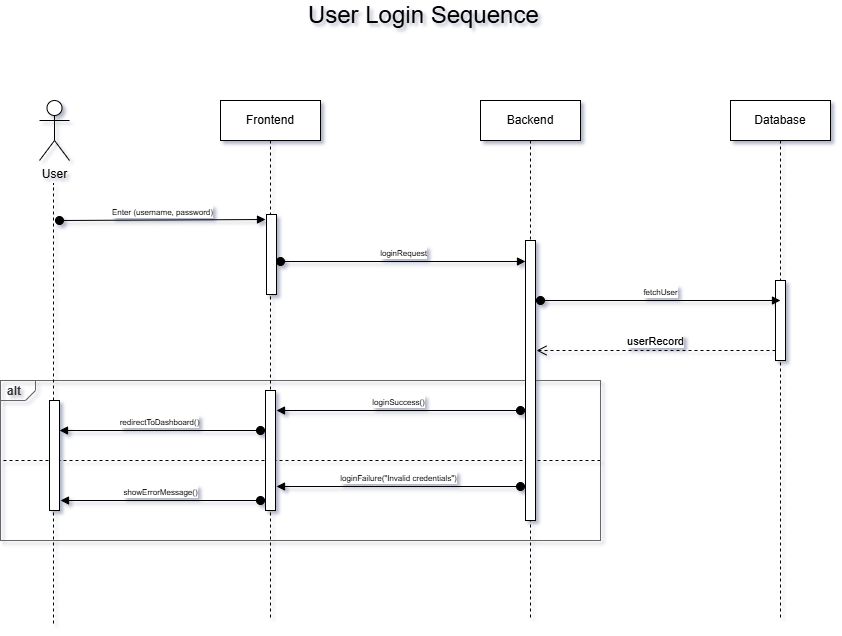 User Login Sequence
Frontend
Backend
Database
User
Enter (username, password)
loginRequest
fetchUser
userRecord
alt
loginSuccess()
redirectToDashboard()
loginFailure("Invalid credentials")
showErrorMessage()